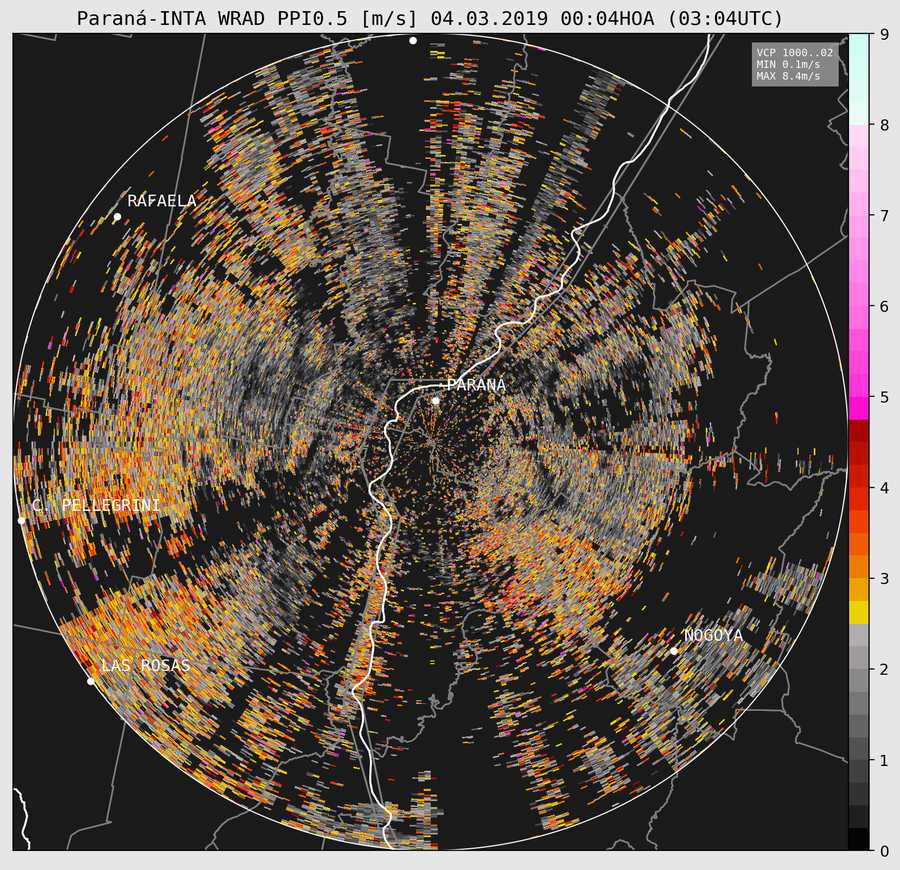 Paraná-INTA WRAD PPI0.5 [m/s] 04.03.2019 00:04HOA (03:04UTC)
VCP 1000..02
MIN 0.1m/s
MAX 8.4m/s
9
8
7
6
5
4
3
2
1
0
RAFAELA
PARANA
C. PELLEGRINI
NOGOYA
LAS ROSAS